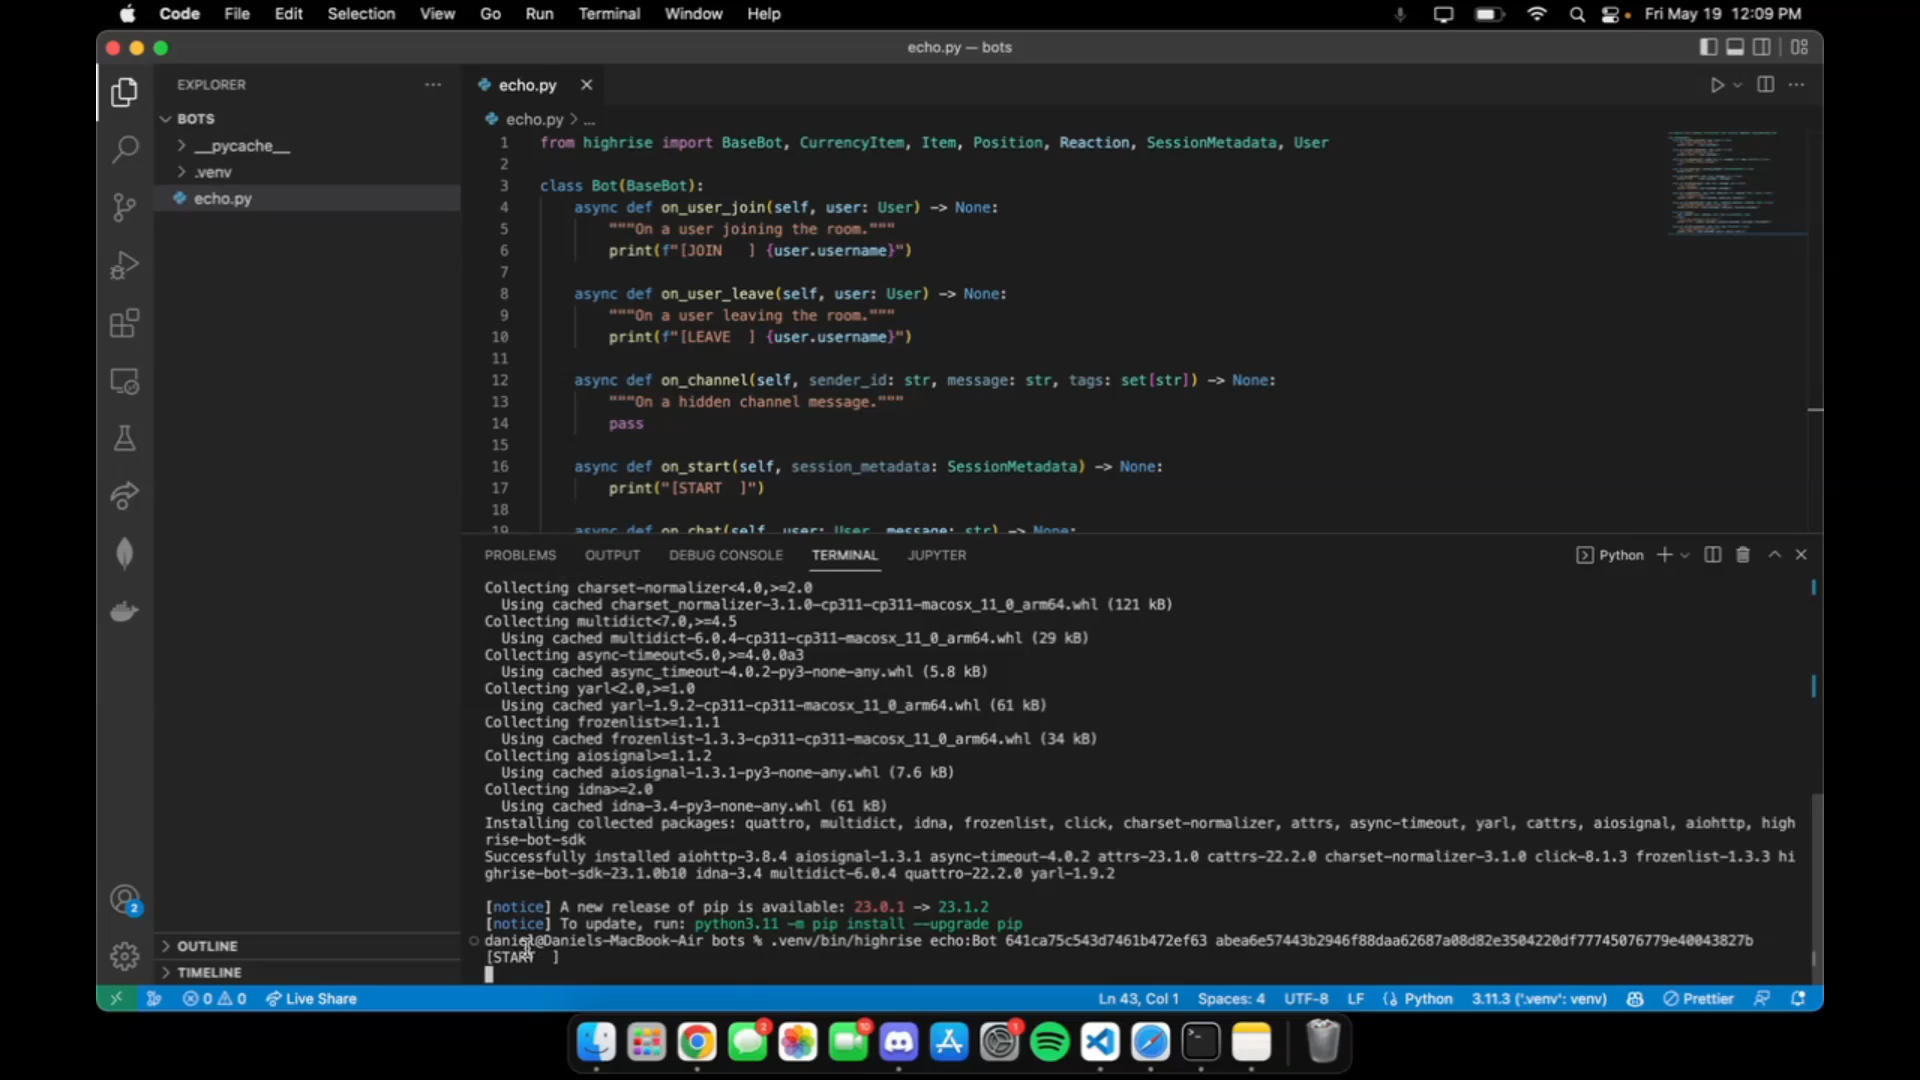 Code File Edit Selection View Go Run Terminal Window Help Fri May 19 12:09 PM
echo.py — bots
EXPLORER
BOTS
__pycache__
.venv
echo.py
OUTLINE
TIMELINE
echo.py
echo.py > ...
1 from highrise import BaseBot, CurrencyItem, Item, Position, Reaction, SessionMetadata, User
2
3 class Bot(BaseBot):
4 async def on_user_join(self, user: User) -> None:
5 """On a user joining the room."""
6 print(f"[JOIN   ] {user.username}")
7
8 async def on_user_leave(self, user: User) -> None:
9 """On a user leaving the room."""
10 print(f"[LEAVE  ] {user.username}")
11
12 async def on_channel(self, sender_id: str, message: str, tags: set[str]) -> None:
13 """On a hidden channel message."""
14 pass
15
16 async def on_start(self, session_metadata: SessionMetadata) -> None:
17 print("[START  ]")
18
19 async def on_chat(self, user: User, message: str) -> None:
PROBLEMS OUTPUT DEBUG CONSOLE TERMINAL JUPYTER Python
Collecting charset-normalizer<4.0,>=2.0
Using cached charset_normalizer-3.1.0-cp311-cp311-macosx_11_0_arm64.whl (121 kB)
Collecting multidict<7.0,>=4.5
Using cached multidict-6.0.4-cp311-cp311-macosx_11_0_arm64.whl (29 kB)
Collecting async-timeout<5.0,>=4.0.0a3
Using cached async_timeout-4.0.2-py3-none-any.whl (5.8 kB)
Collecting yarl<2.0,>=1.0
Using cached yarl-1.9.2-cp311-cp311-macosx_11_0_arm64.whl (61 kB)
Collecting frozenlist>=1.1.1
Using cached frozenlist-1.3.3-cp311-cp311-macosx_11_0_arm64.whl (34 kB)
Collecting aiosignal>=1.1.2
Using cached aiosignal-1.3.1-py3-none-any.whl (7.6 kB)
Collecting idna>=2.0
Using cached idna-3.4-py3-none-any.whl (61 kB)
Installing collected packages: quattro, multidict, idna, frozenlist, click, charset-normalizer, attrs, async-timeout, yarl, cattrs, aiosignal, aiohttp, high
rise-bot-sdk
Successfully installed aiohttp-3.8.4 aiosignal-1.3.1 async-timeout-4.0.2 attrs-23.1.0 cattrs-22.2.0 charset-normalizer-3.1.0 click-8.1.3 frozenlist-1.3.3 hi
ghrise-bot-sdk-23.1.0b10 idna-3.4 multidict-6.0.4 quattro-22.2.0 yarl-1.9.2
[notice] A new release of pip is available: 23.0.1 -> 23.1.2
[notice] To update, run: python3.11 -m pip install --upgrade pip
daniel@Daniels-MacBook-Air bots % .venv/bin/highrise echo:Bot 641ca75c543d7461b472ef63 abea6e57443b2946f88daa62687a08d82e3504220df77745076779e40043827b
[START  ]
2
0 0 Live Share Ln 43, Col 1 Spaces: 4 UTF-8 LF Python 3.11.3 ('.venv': venv) Prettier
2 10 1